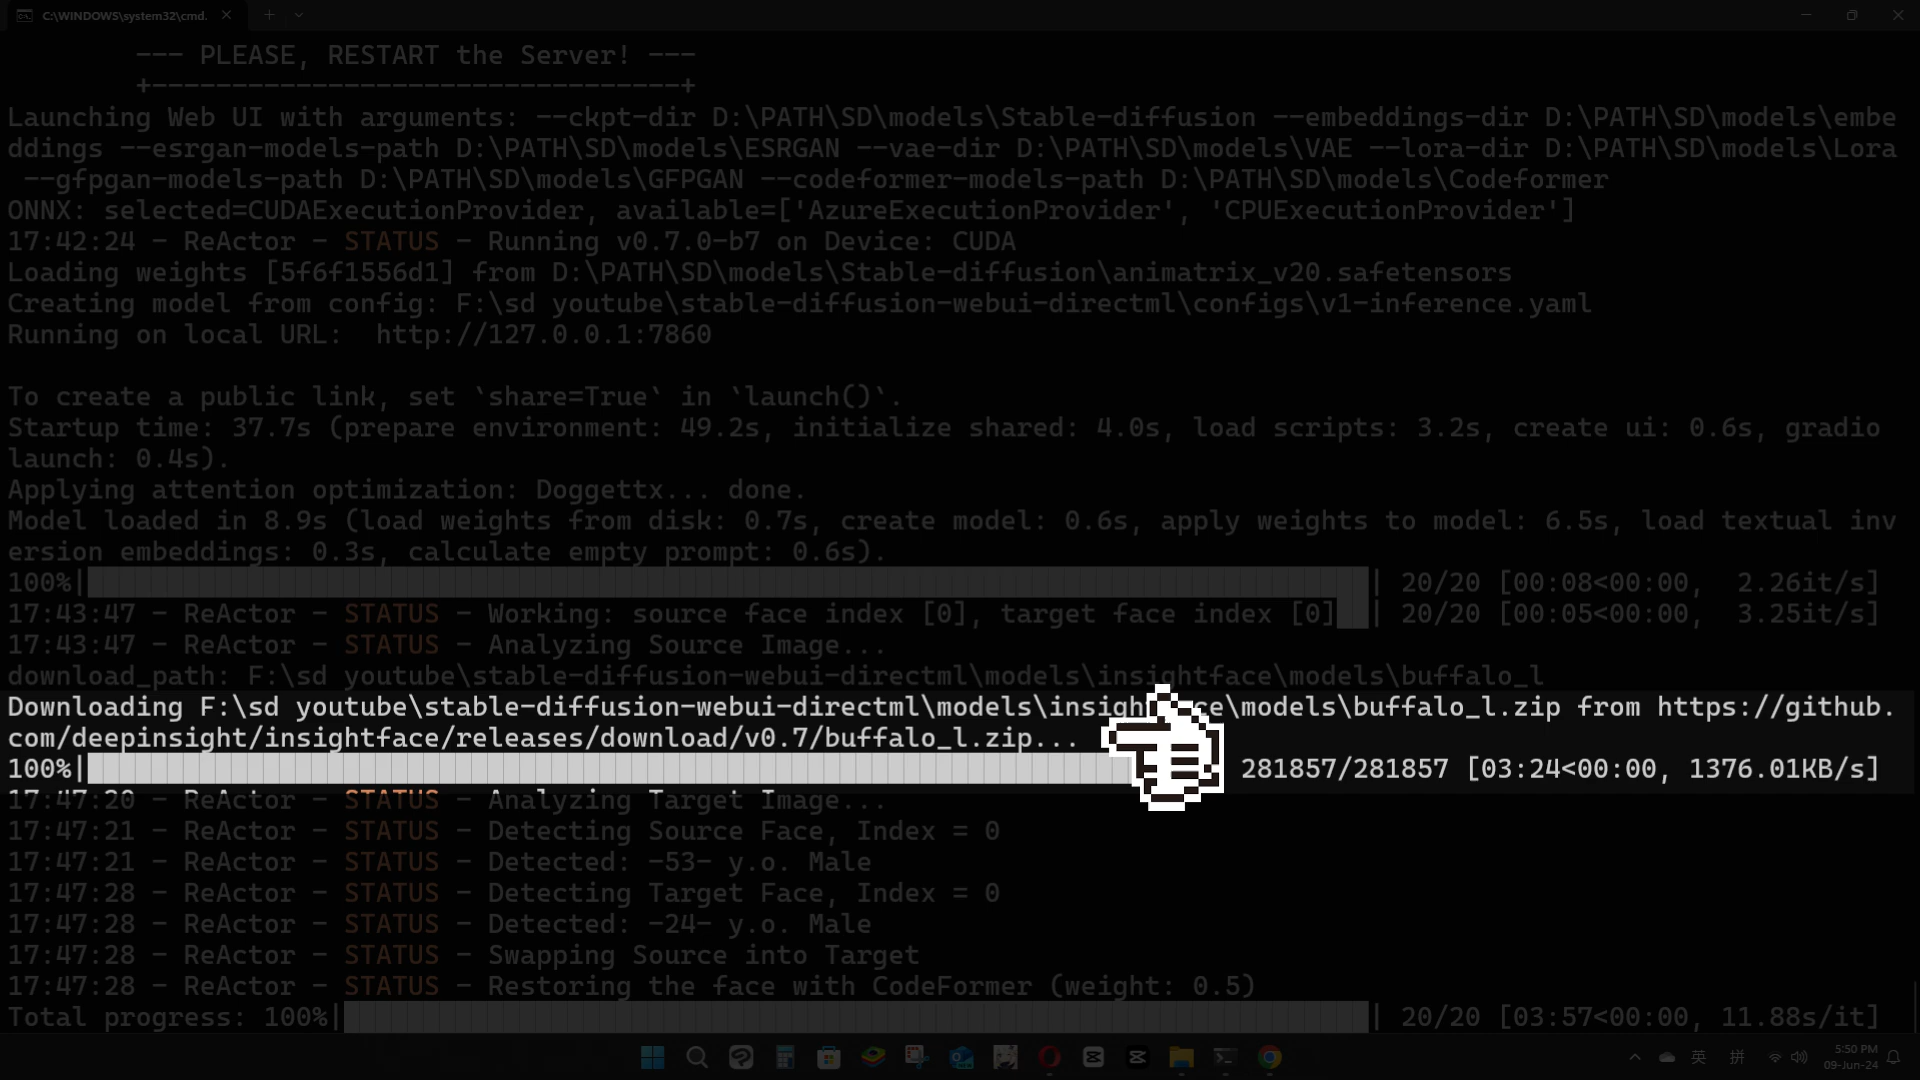 C:\WINDOWS\system32\cmd.
--- PLEASE, RESTART the Server! ---
+---------------------------------+
Launching Web UI with arguments: --ckpt-dir D:\PATH\SD\models\Stable-diffusion --embeddings-dir D:\PATH\SD\models\embe
ddings --esrgan-models-path D:\PATH\SD\models\ESRGAN --vae-dir D:\PATH\SD\models\VAE --lora-dir D:\PATH\SD\models\Lora
--gfpgan-models-path D:\PATH\SD\models\GFPGAN --codeformer-models-path D:\PATH\SD\models\Codeformer
ONNX: selected=CUDAExecutionProvider, available=['AzureExecutionProvider', 'CPUExecutionProvider']
17:42:24 - ReActor - STATUS - Running v0.7.0-b7 on Device: CUDA
Loading weights [5f6f1556d1] from D:\PATH\SD\models\Stable-diffusion\animatrix_v20.safetensors
Creating model from config: F:\sd youtube\stable-diffusion-webui-directml\configs\v1-inference.yaml
Running on local URL:  http://127.0.0.1:7860
To create a public link, set `share=True` in `launch()`.
Startup time: 37.7s (prepare environment: 49.2s, initialize shared: 4.0s, load scripts: 3.2s, create ui: 0.6s, gradio
launch: 0.4s).
Applying attention optimization: Doggettx... done.
Model loaded in 8.9s (load weights from disk: 0.7s, create model: 0.6s, apply weights to model: 6.5s, load textual inv
ersion embeddings: 0.3s, calculate empty prompt: 0.6s).
100%| | 20/20 [00:08<00:00,  2.26it/s]
17:43:47 - ReActor - STATUS - Working: source face index [0], target face index [0] | 20/20 [00:05<00:00,  3.25it/s]
17:43:47 - ReActor - STATUS - Analyzing Source Image...
download_path: F:\sd youtube\stable-diffusion-webui-directml\models\insightface\models\buffalo_l
Downloading F:\sd youtube\stable-diffusion-webui-directml\models\insig ce\models\buffalo_l.zip from https://github.
com/deepinsight/insightface/releases/download/v0.7/buffalo_l.zip...
100%| 281857/281857 [03:24<00:00, 1376.01KB/s]
17:47:20 - ReActor - STATUS - Analyzing Target Image...
17:47:21 - ReActor - STATUS - Detecting Source Face, Index = 0
17:47:21 - ReActor - STATUS - Detected: -53- y.o. Male
17:47:28 - ReActor - STATUS - Detecting Target Face, Index = 0
17:47:28 - ReActor - STATUS - Detected: -24- y.o. Male
17:47:28 - ReActor - STATUS - Swapping Source into Target
17:47:28 - ReActor - STATUS - Restoring the face with CodeFormer (weight: 0.5)
Total progress: 100%| | 20/20 [03:57<00:00, 11.88s/it]
英 拼 5:50 PM
09-Jun-24